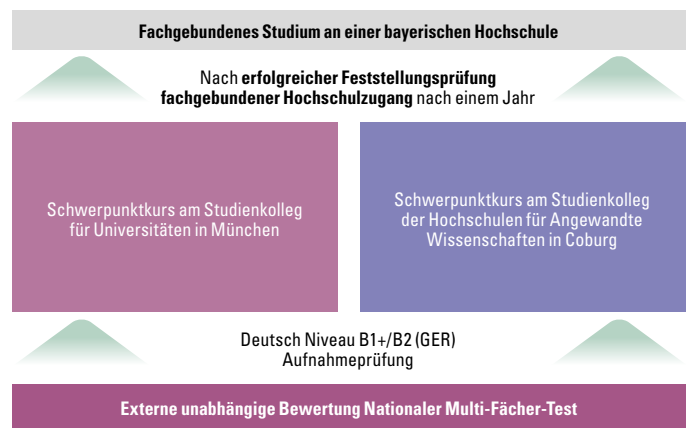 Fachgebundenes Studium an einer bayerischen Hochschule
Nach erfolgreicher Feststellungsprüfung
fachgebundener Hochschulzugang nach einem Jahr
Schwerpunktkurs am Studienkolleg
für Universitäten in München
Schwerpunktkurs am Studienkolleg
der Hochschulen für Angewandte
Wissenschaften in Coburg
Deutsch Niveau B1+/B2 (GER)
Aufnahmeprüfung
Externe unabhängige Bewertung Nationaler Multi-Fächer-Test